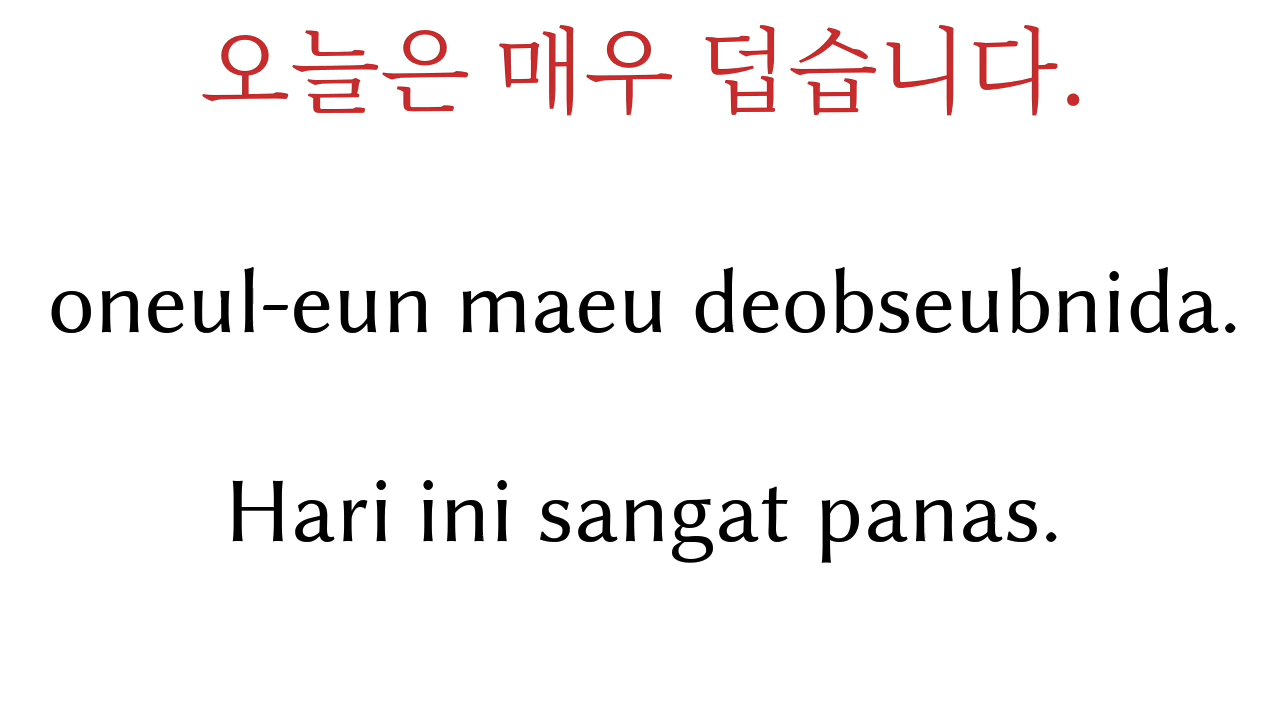 오늘은 매우 덥습니다.
oneul-eun maeu deobseubnida.
Hari ini sangat panas.